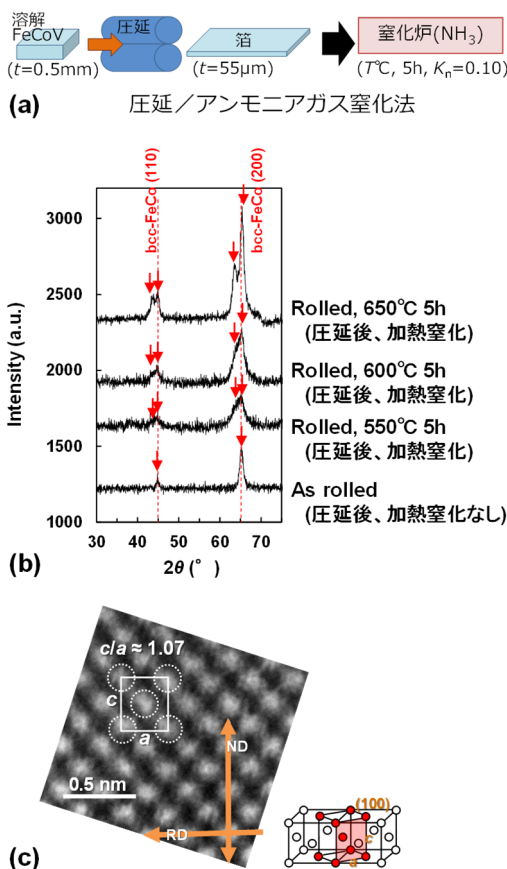 溶解
FeCoV
圧延
箔
窒化炉(NH₃)
(t=0.5mm)
(t=55μm)
(T℃, 5h, Kₙ=0.10)
(a)
圧延／アンモニアガス窒化法
bcc-FeCo (110)
bcc-FeCo (200)
3000
2500
2000
1500
1000
Intensity (a.u.)
Rolled, 650℃ 5h
(圧延後、加熱窒化)
Rolled, 600℃ 5h
(圧延後、加熱窒化)
Rolled, 550℃ 5h
(圧延後、加熱窒化)
As rolled
(圧延後、加熱窒化なし)
30 40 50 60 70
2θ (°)
(b)
c/a ≈ 1.07
c
a
ND
0.5 nm
RD
(100)
c
a
(c)